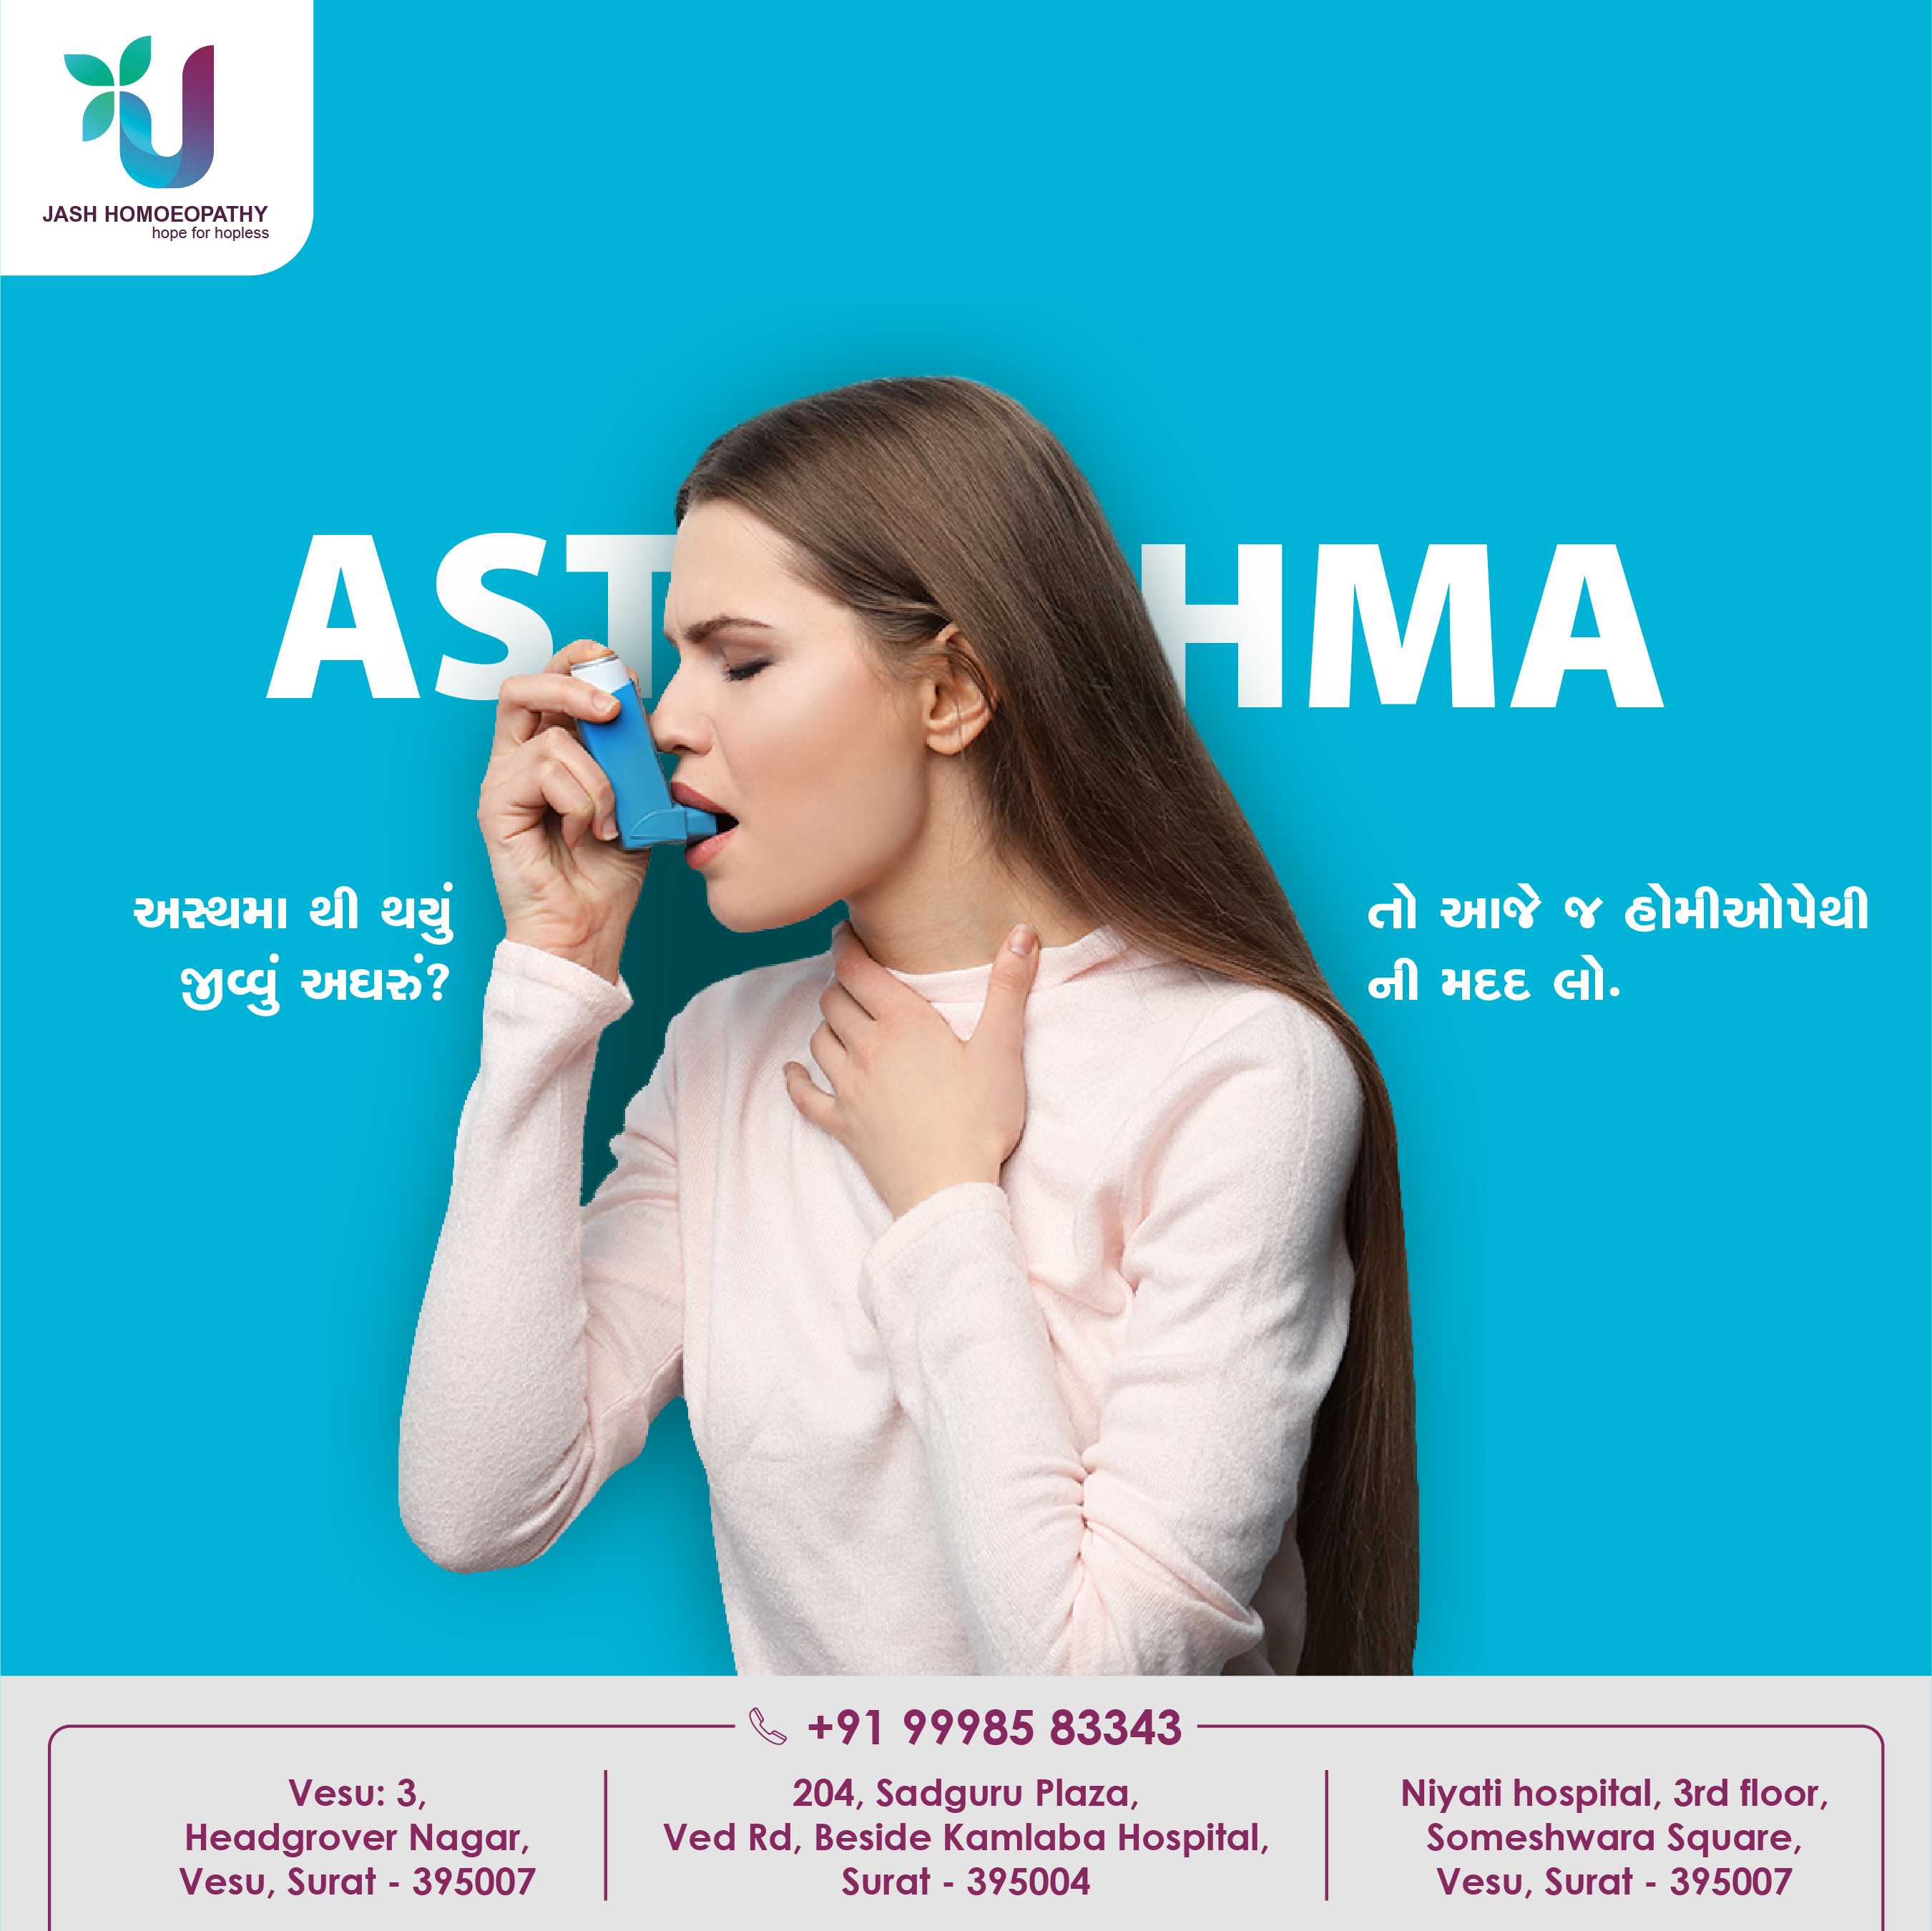 JASH HOMOEOPATHY
hope for hopless
ASTHMA
અસ્થમા થી થયું
જીવ્વું અઘરું?
તો આજે જ હોમીઓપેથી
ની મદદ લો.
+91 99985 83343
Vesu: 3,
Headgrover Nagar,
Vesu, Surat - 395007
204, Sadguru Plaza,
Ved Rd, Beside Kamlaba Hospital,
Surat - 395004
Niyati hospital, 3rd floor,
Someshwara Square,
Vesu, Surat - 395007